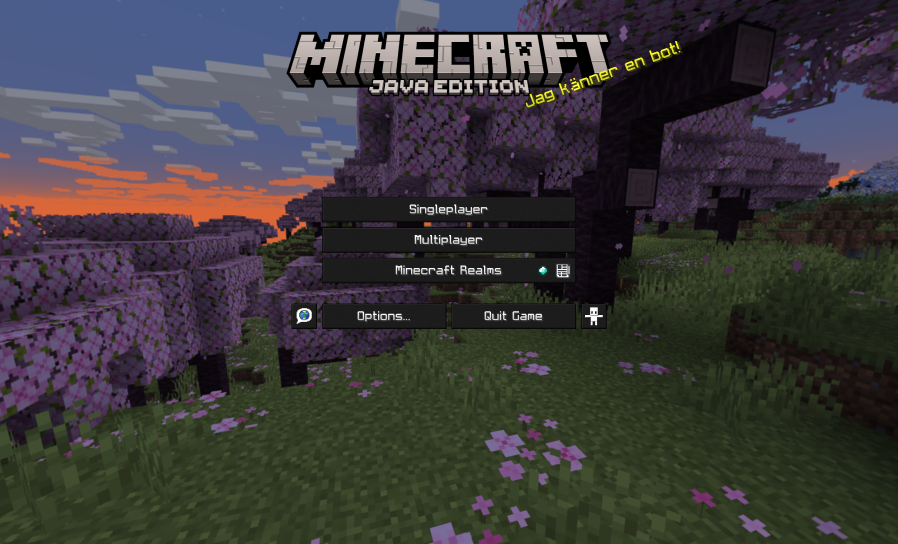 MINECRAFT
JAVA EDITION
Jag känner en bot!
Singleplayer
Multiplayer
Minecraft Realms
Options...
Quit Game